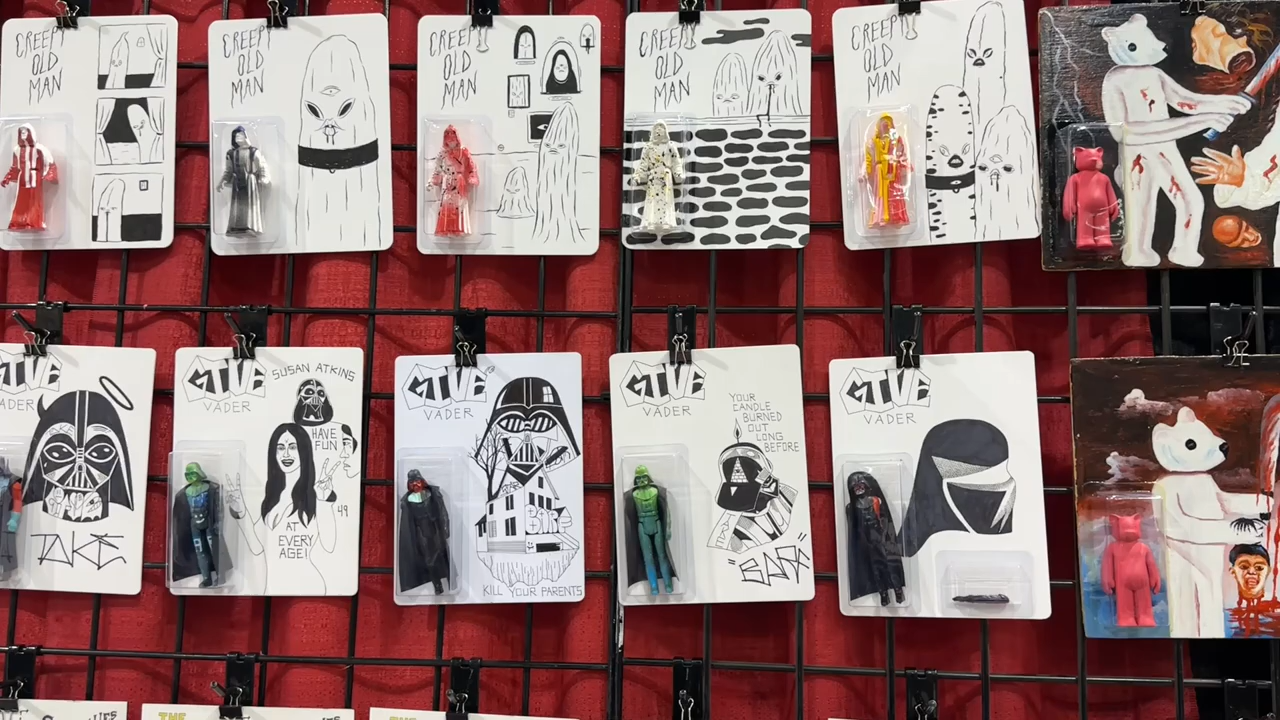 CREEPY
OLD
MAN
CREEPY
OLD
MAN
CREEPY
OLD
MAN
CREEPY
OLD
MAN
CREEPY
OLD
MAN
VADER
TAKE
GIVE
VADER
SUSAN ATKINS
HAVE
FUN
49
AT
EVERY
AGE!
GIVE
VADER
KILL YOUR PARENTS
GIVE
VADER
YOUR
CANDLE
BURNED
OUT
LONG
BEFORE
GIVE
VADER
THE